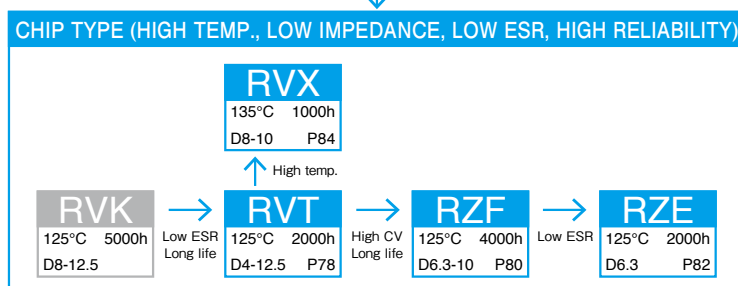 CHIP TYPE (HIGH TEMP., LOW IMPEDANCE, LOW ESR, HIGH RELIABILITY)
RVX
135°C 1000h
D8-10 P84
High temp.
RVK
125°C 5000h
D8-12.5
Low ESR
Long life
RVT
125°C 2000h
D4-12.5 P78
High CV
Long life
RZF
125°C 4000h
D6.3-10 P80
Low ESR
RZE
125°C 2000h
D6.3 P82